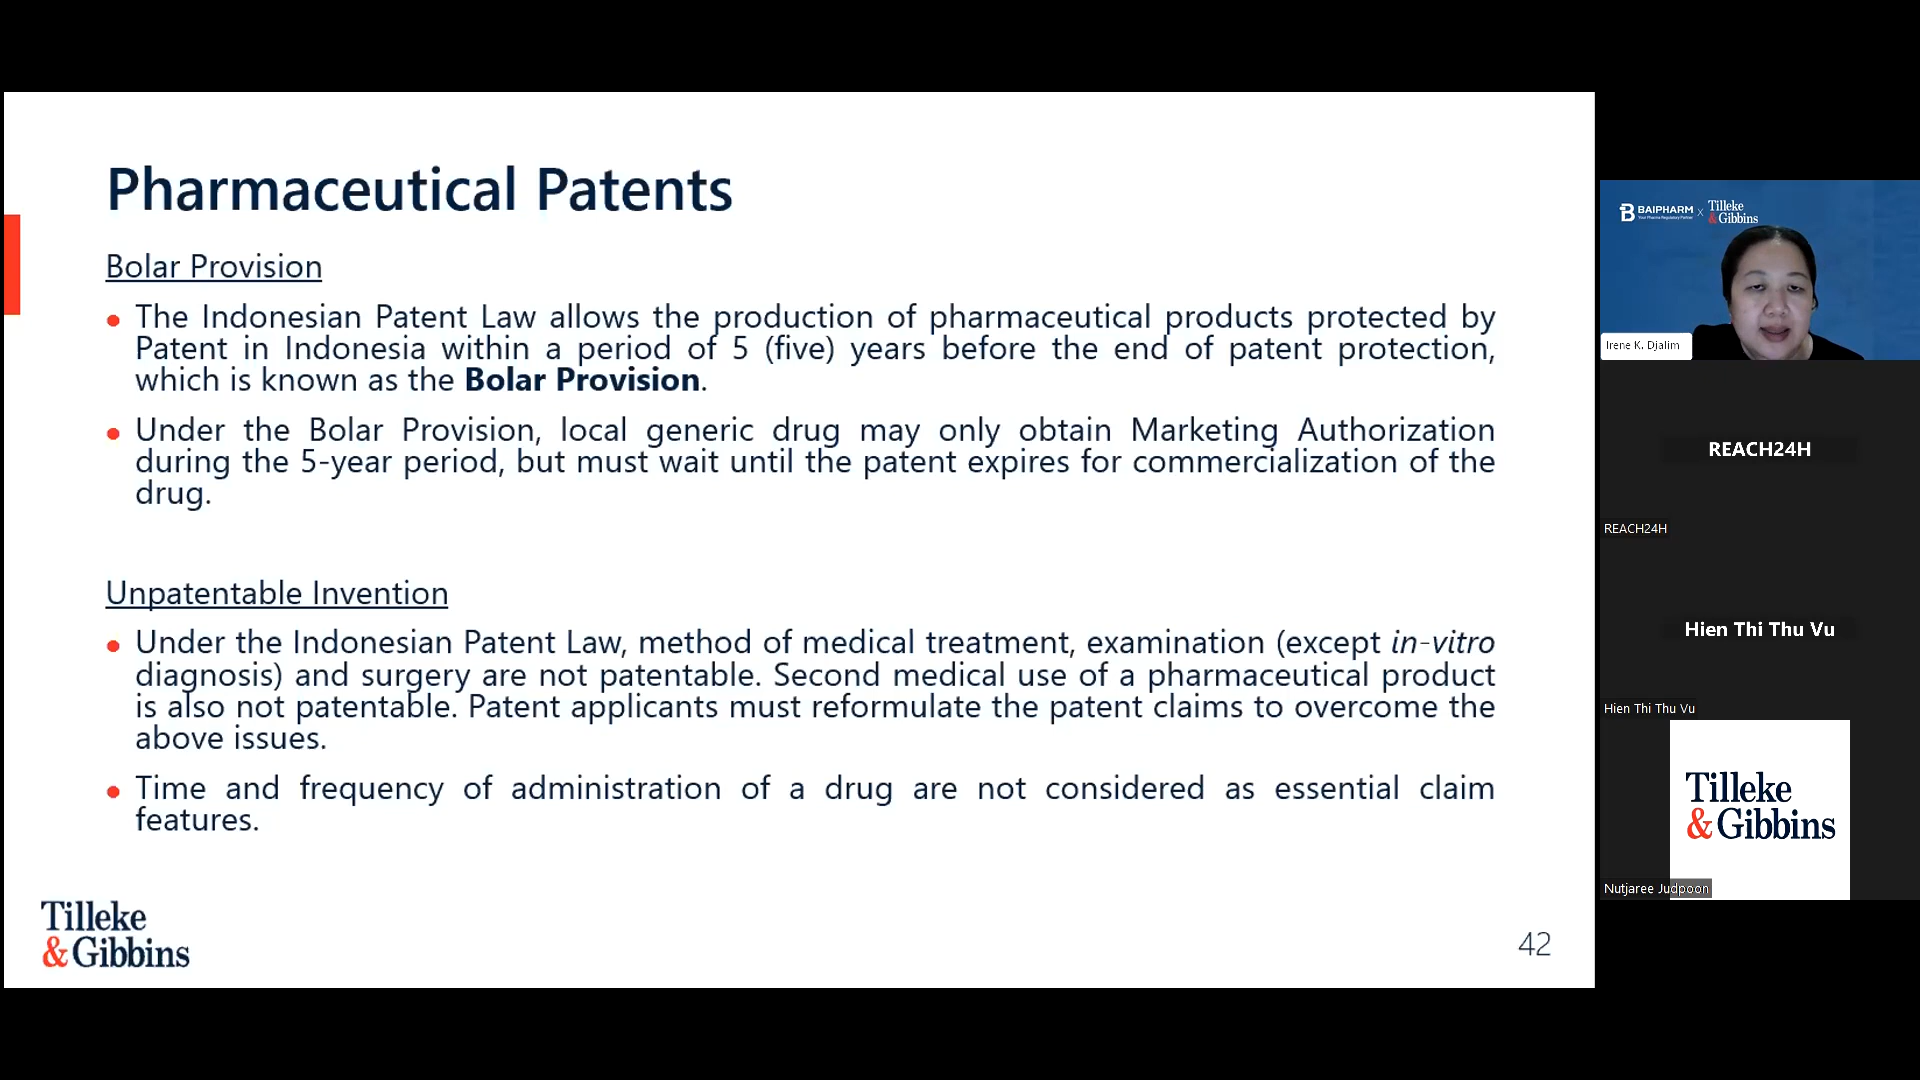 Pharmaceutical Patents
Bolar Provision
• The Indonesian Patent Law allows the production of pharmaceutical products protected by
Patent in Indonesia within a period of 5 (five) years before the end of patent protection,
which is known as the Bolar Provision.
• Under the Bolar Provision, local generic drug may only obtain Marketing Authorization
during the 5-year period, but must wait until the patent expires for commercialization of the
drug.
Unpatentable Invention
• Under the Indonesian Patent Law, method of medical treatment, examination (except in-vitro
diagnosis) and surgery are not patentable. Second medical use of a pharmaceutical product
is also not patentable. Patent applicants must reformulate the patent claims to overcome the
above issues.
• Time and frequency of administration of a drug are not considered as essential claim
features.
Tilleke
& Gibbins
42
BAIPHARM x Tilleke
& Gibbins
Your Pharma Regulatory Partner
Irene K. Djalim
REACH24H
REACH24H
Hien Thi Thu Vu
Hien Thi Thu Vu
Tilleke
& Gibbins
Nutjaree Judpoon